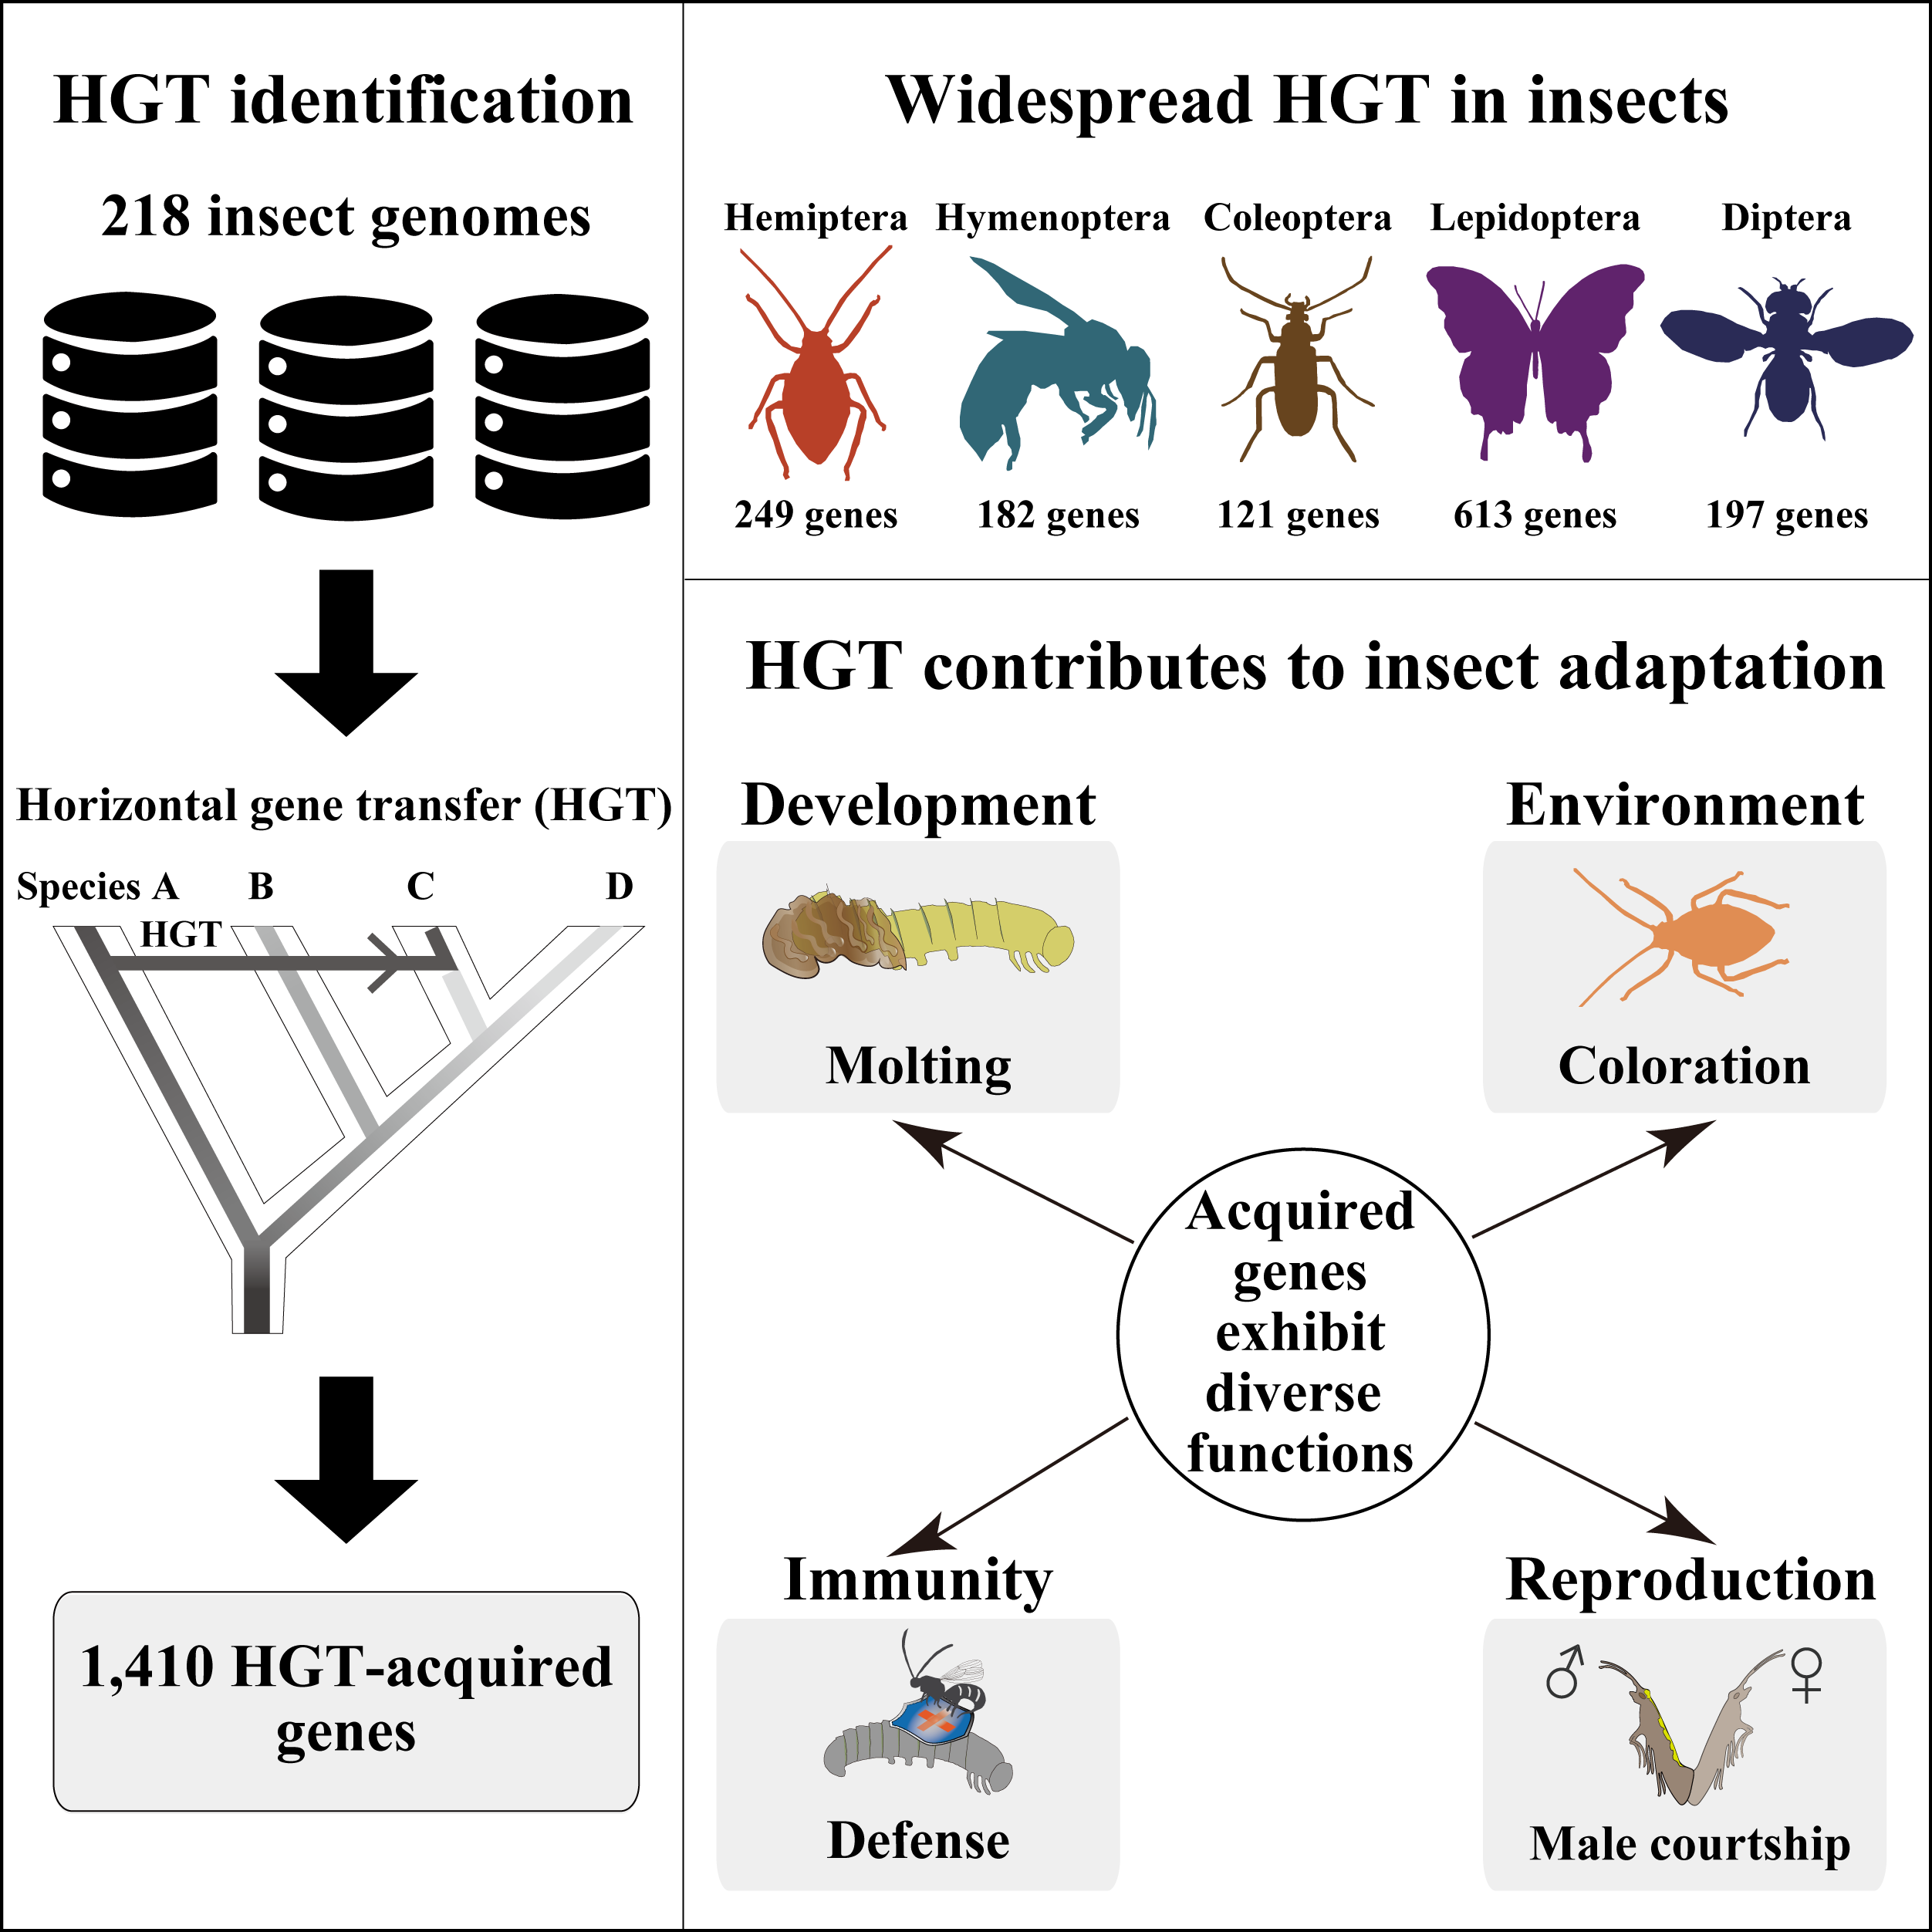 HGT identification
218 insect genomes
Horizontal gene transfer (HGT)
Species A B C D
HGT
1,410 HGT-acquired
genes
Widespread HGT in insects
Hemiptera Hymenoptera Coleoptera Lepidoptera Diptera
249 genes 182 genes 121 genes 613 genes 197 genes
HGT contributes to insect adaptation
Development Environment
Molting Coloration
Acquired
genes
exhibit
diverse
functions
Immunity Reproduction
♂ ♀
Defense Male courtship